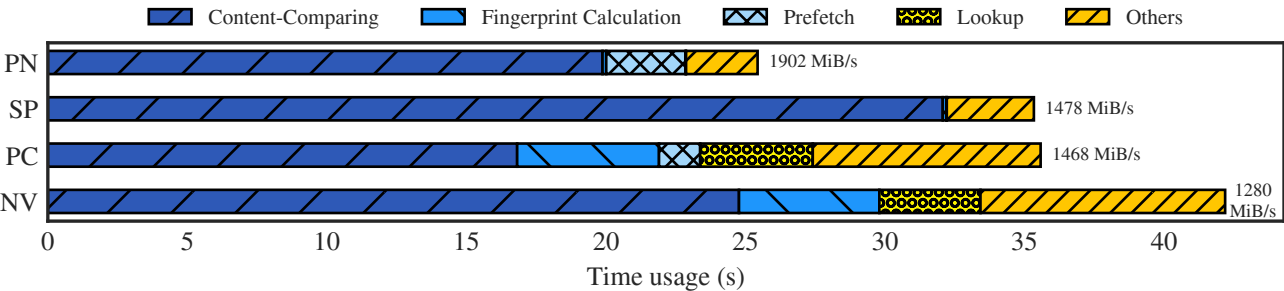 Content-Comparing Fingerprint Calculation Prefetch Lookup Others
PN 1902 MiB/s
SP 1478 MiB/s
PC 1468 MiB/s
NV 1280
MiB/s
0 5 10 15 20 25 30 35 40
Time usage (s)